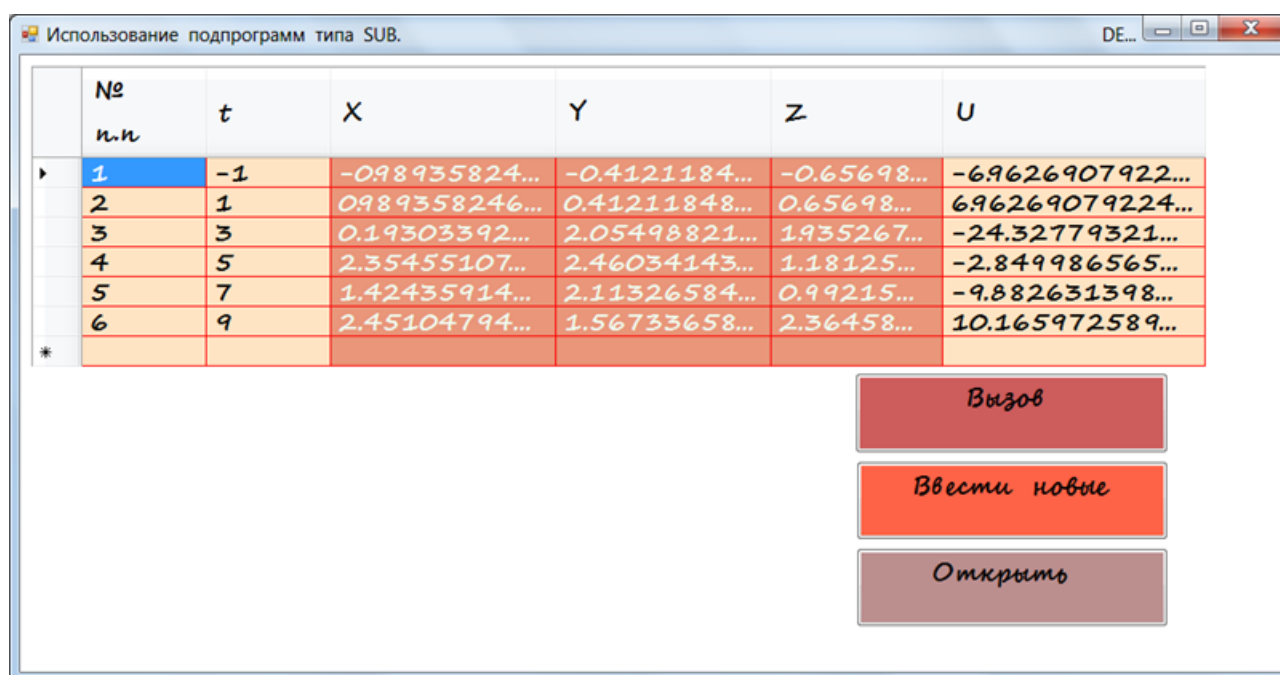 Использование подпрограмм типа SUB. DE...
№ п.п t X Y Z U
1 -1 -0.98935824... -0.4121184... -0.65698... -6.9626907922...
2 1 0.989358246... 0.41211848... 0.65698... 6.96269079224...
3 3 0.19303392... 2.05498821... 1.935267... -24.32779321...
4 5 2.35455107... 2.46034143... 1.18125... -2.849986565...
5 7 1.42435914... 2.11326584... 0.99215... -9.882631398...
6 9 2.45104794... 1.56733658... 2.36458... 10.165972589...
Вызов
Ввести новые
Открыть